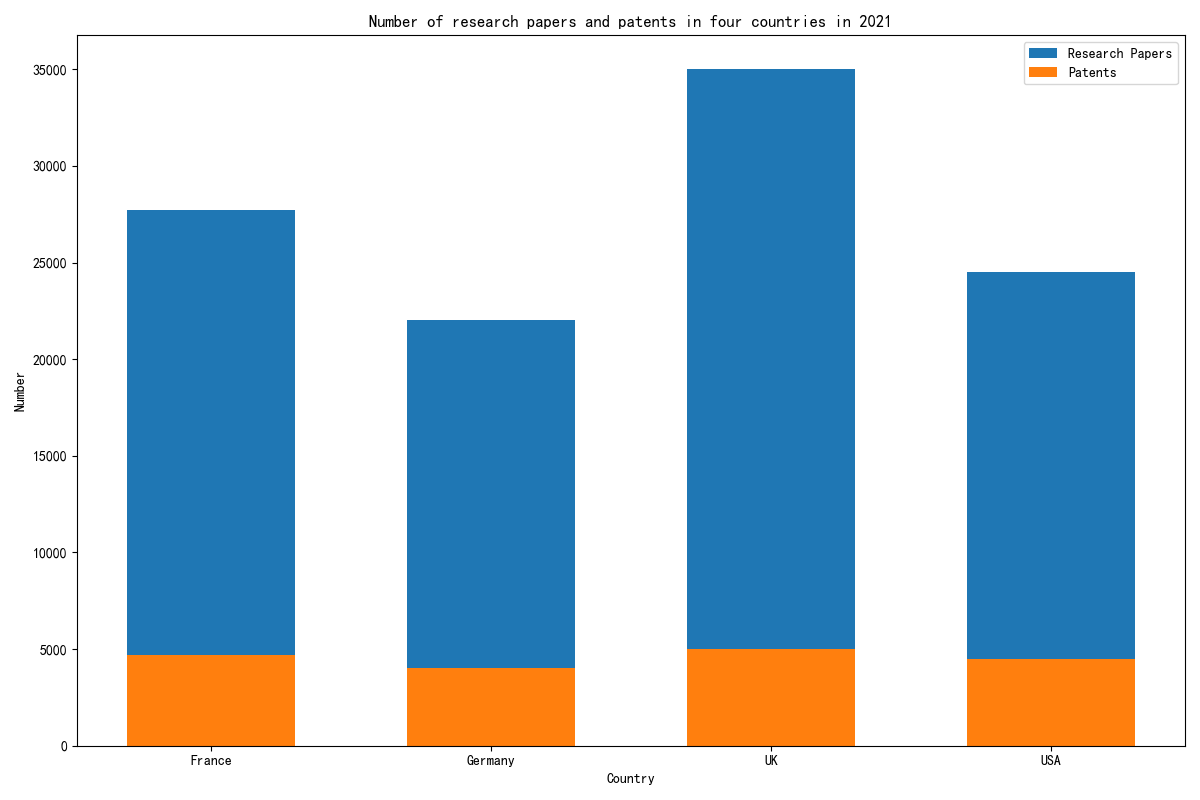 Number of research papers and patents in four countries in 2021
Research Papers
Patents
35000
30000
25000
20000
15000
10000
5000
0
Number
France
Germany
UK
USA
Country